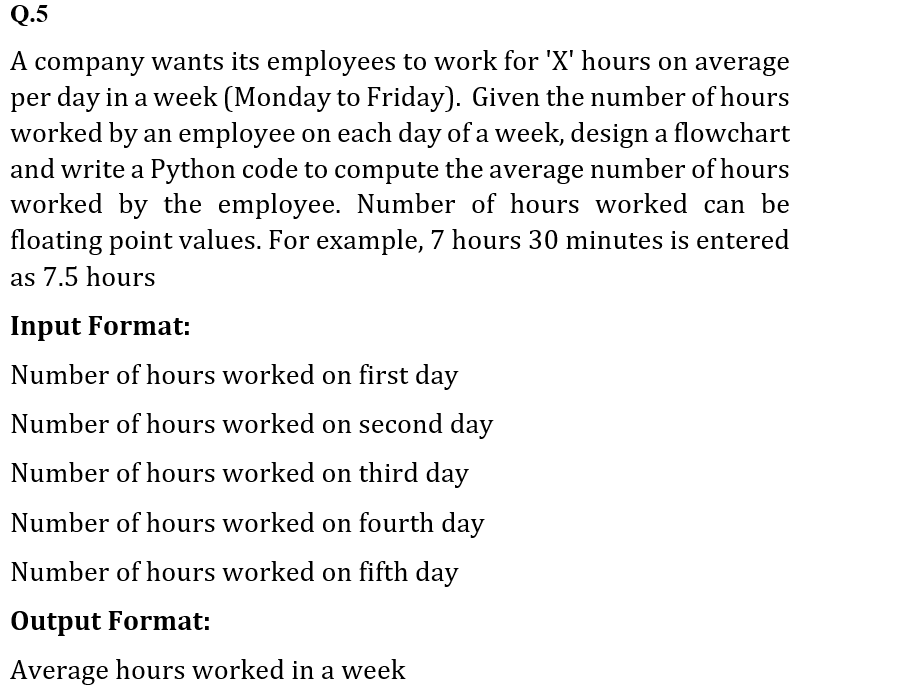 Q.5
A company wants its employees to work for 'X' hours on average
per day in a week (Monday to Friday).  Given the number of hours
worked by an employee on each day of a week, design a flowchart
and write a Python code to compute the average number of hours
worked by the employee. Number of hours worked can be
floating point values. For example, 7 hours 30 minutes is entered
as 7.5 hours
Input Format:
Number of hours worked on first day
Number of hours worked on second day
Number of hours worked on third day
Number of hours worked on fourth day
Number of hours worked on fifth day
Output Format:
Average hours worked in a week